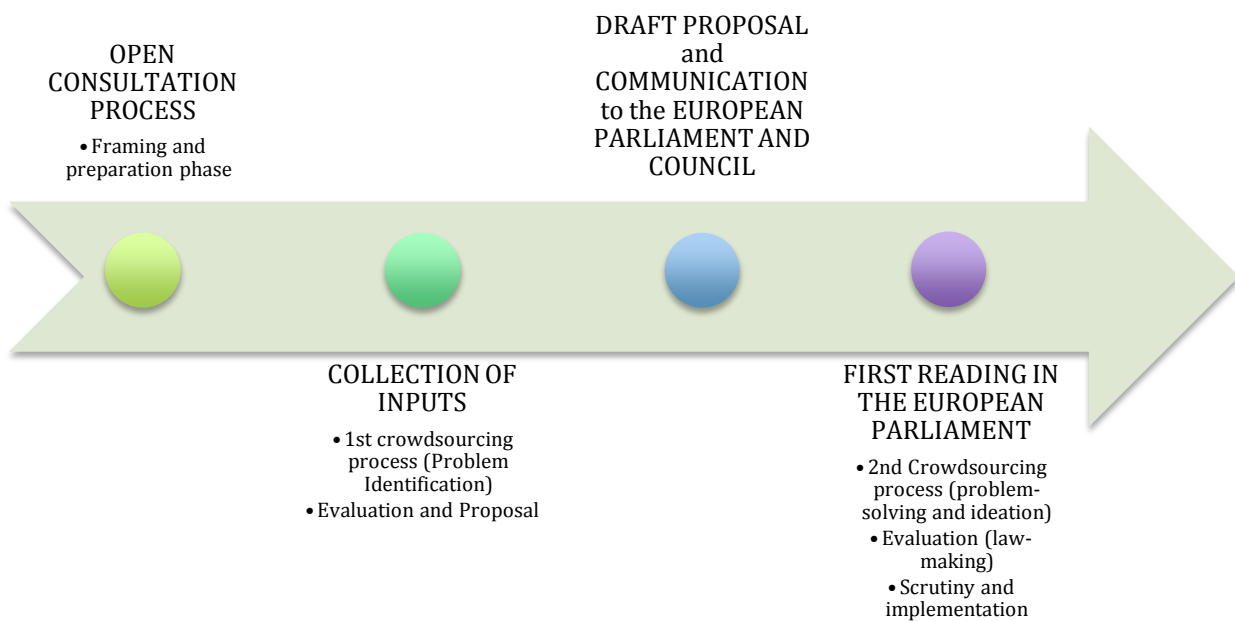 OPEN
CONSULTATION
PROCESS
• Framing and
preparation phase
COLLECTION OF
INPUTS
• 1st crowdsourcing
process (Problem
Identification)
• Evaluation and Proposal
DRAFT PROPOSAL
and
COMMUNICATION
to the EUROPEAN
PARLIAMENT AND
COUNCIL
FIRST READING IN
THE EUROPEAN
PARLIAMENT
• 2nd Crowdsourcing
process (problem-
solving and ideation)
• Evaluation (law-
making)
• Scrutiny and
implementation